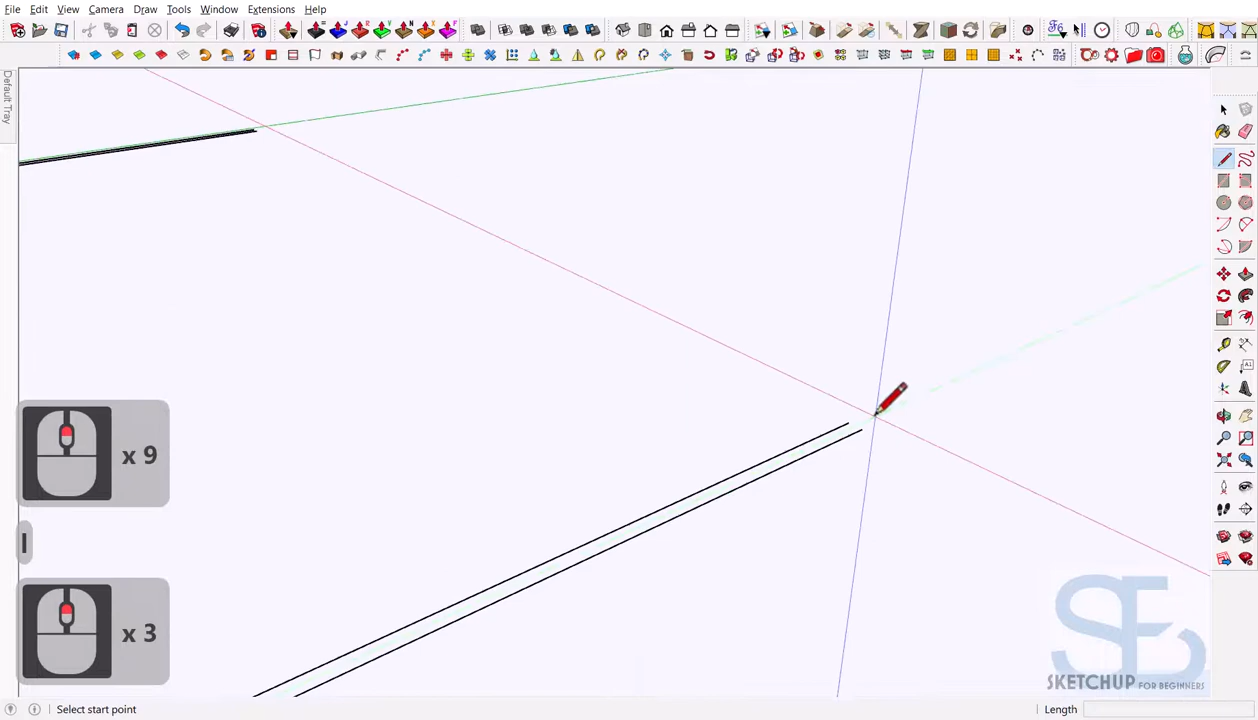 File Edit View Camera Draw Tools Window Extensions Help
Default Tray
x 9
I
x 3
SE
SKETCHUP FOR BEGINNERS
Select start point
Length